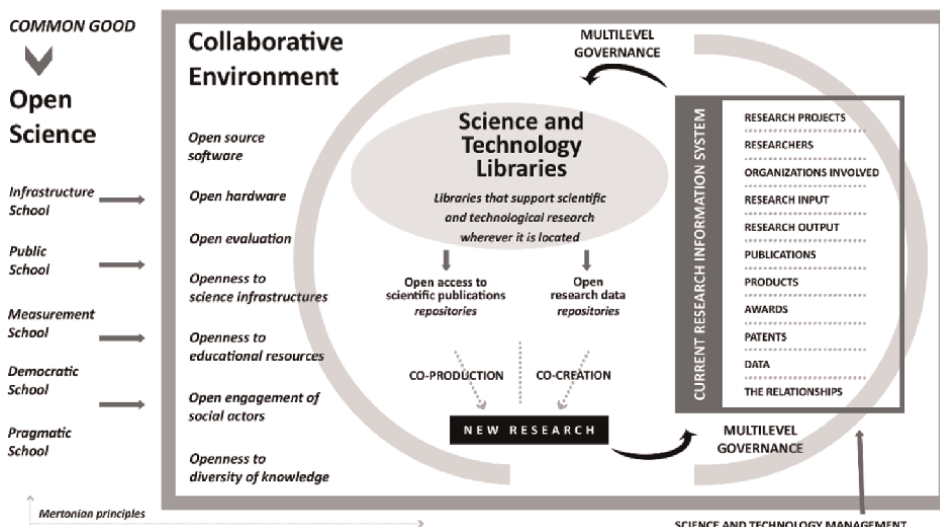 COMMON GOOD
Open
Science
Infrastructure
School
Public
School
Measurement
School
Democratic
School
Pragmatic
School
Mertonian principles
Collaborative
Environment
Open source
software
Open hardware
Open evaluation
Openness to
science infrastructures
Openness to
educational resources
Open engagement of
social actors
Openness to
diversity of knowledge
MULTILEVEL
GOVERNANCE
Science and
Technology
Libraries
Libraries that support scientific
and technological research
wherever it is located
Open access to
scientific publications
repositories
Open
research data
repositories
CO-PRODUCTION
CO-CREATION
NEW RESEARCH
CURRENT RESEARCH INFORMATION SYSTEM
RESEARCH PROJECTS
RESEARCHERS
ORGANIZATIONS INVOLVED
RESEARCH INPUT
RESEARCH OUTPUT
PUBLICATIONS
PRODUCTS
AWARDS
PATENTS
DATA
THE RELATIONSHIPS
MULTILEVEL
GOVERNANCE
SCIENCE AND TECHNOLOGY MANAGEMENT